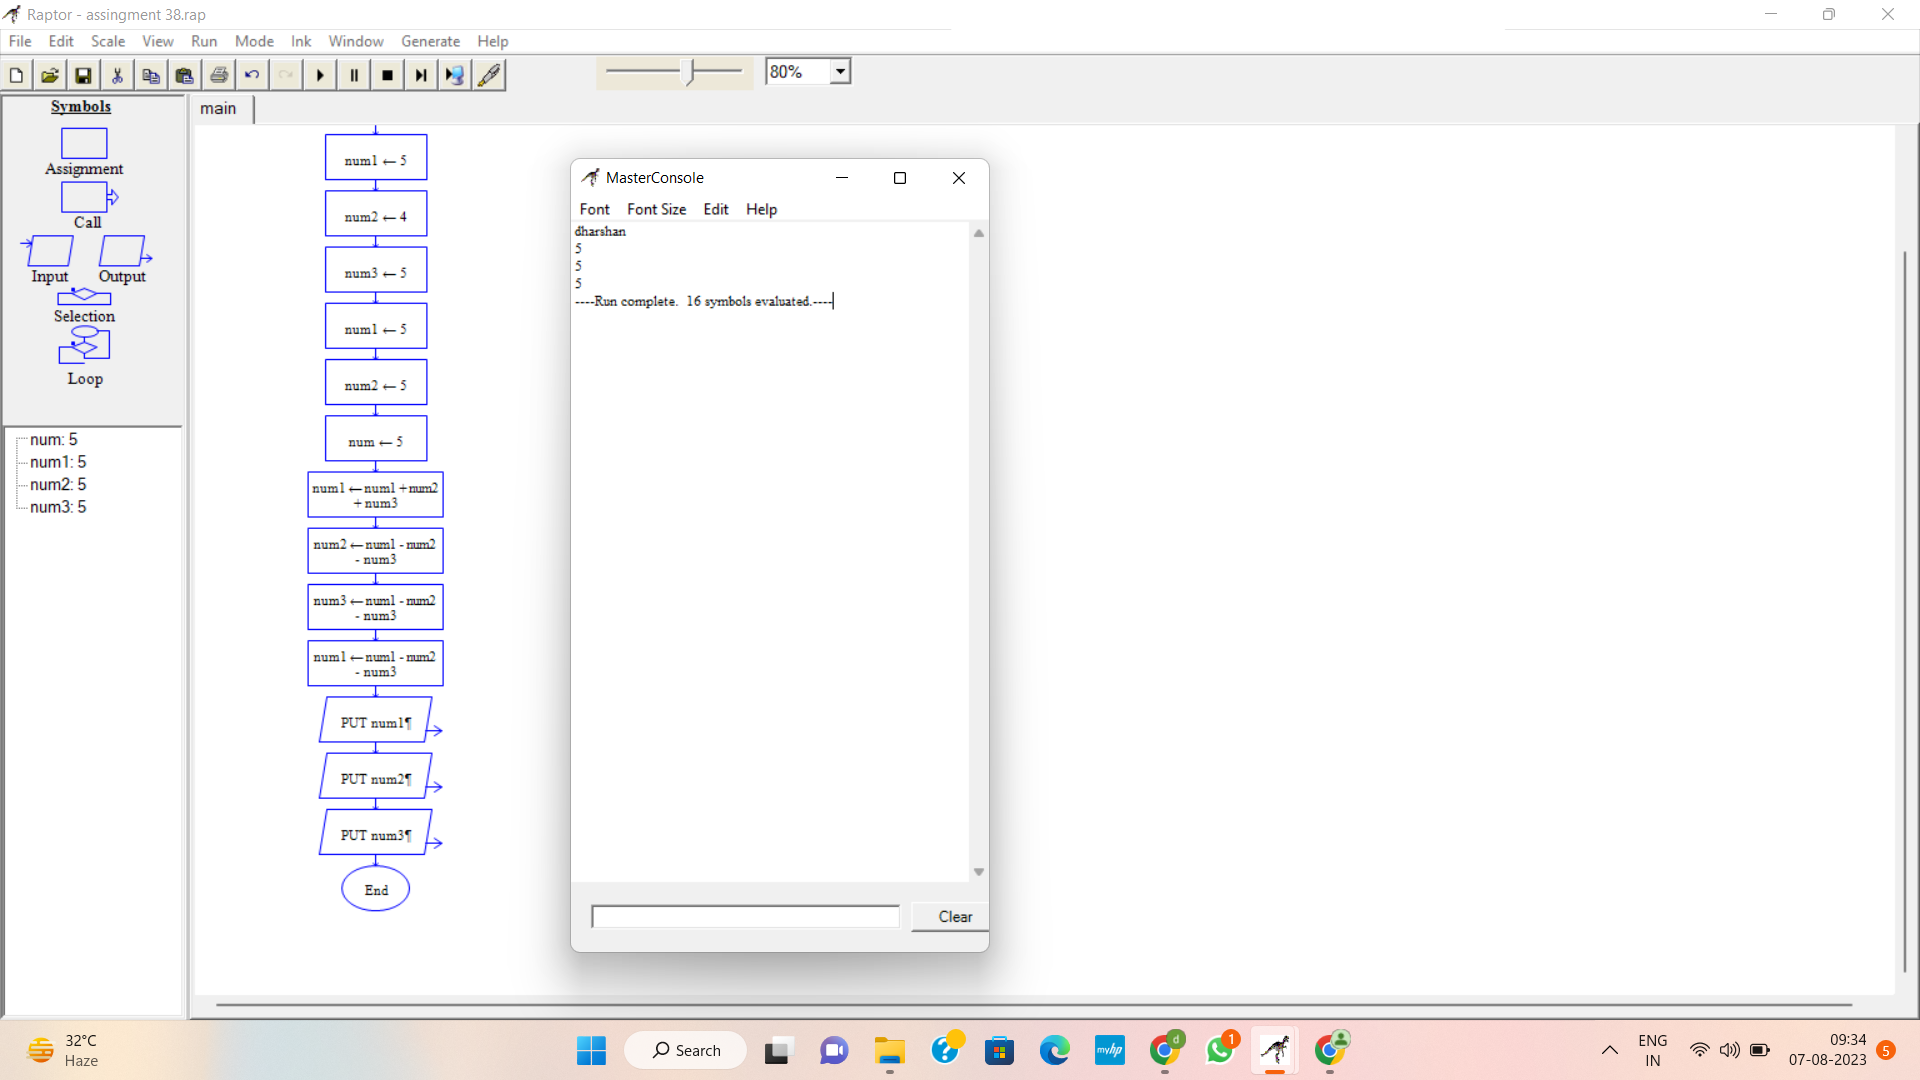 Raptor - assingment 38.rap
File Edit Scale View Run Mode Ink Window Generate Help
80%
Symbols
Assignment
Call
Input Output
Selection
Loop
num: 5
num1: 5
num2: 5
num3: 5
main
num1 ← 5
num2 ← 4
num3 ← 5
num1 ← 5
num2 ← 5
num ← 5
num1 ← num1 + num2
+ num3
num2 ← num1 - num2
- num3
num3 ← num1 - num2
- num3
num1 ← num1 - num2
- num3
PUT num1¶
PUT num2¶
PUT num3¶
End
MasterConsole
Font Font Size Edit Help
dharshan
5
5
5
----Run complete.  16 symbols evaluated.----
Clear
32°C
Haze
Search
myhp
d
1
ENG
IN
09:34
07-08-2023
5